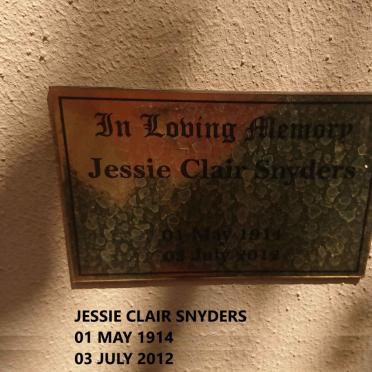 In Loving Memory
Jessie Clair Snyders
01 May 1914
03 July 2012
JESSIE CLAIR SNYDERS
01 MAY 1914
03 JULY 2012